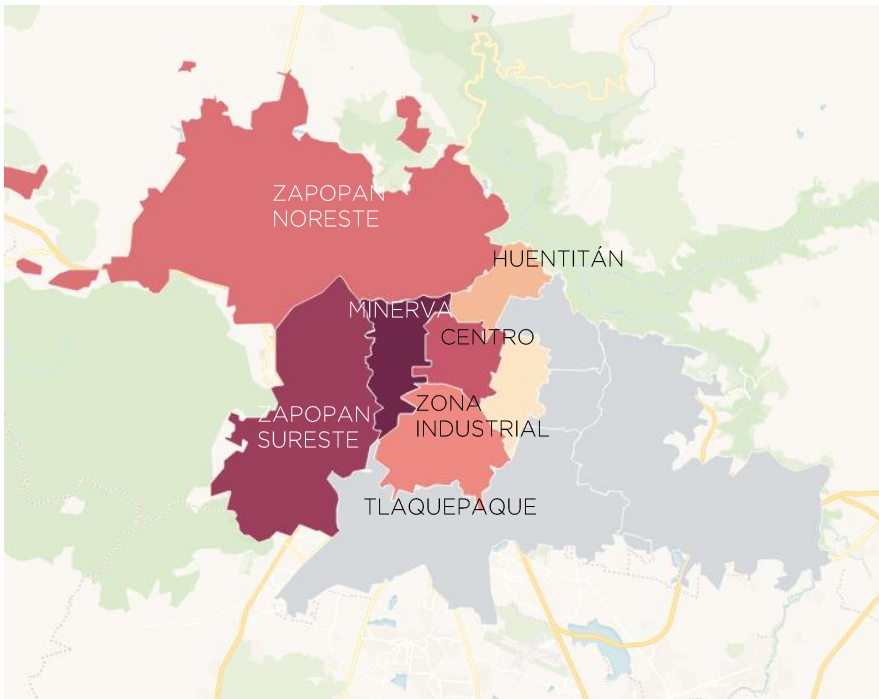 ZAPOPAN
NORESTE
HUENTITÁN
MINERVA
CENTRO
ZAPOPAN
SURESTE
ZONA
INDUSTRIAL
TLAQUEPAQUE